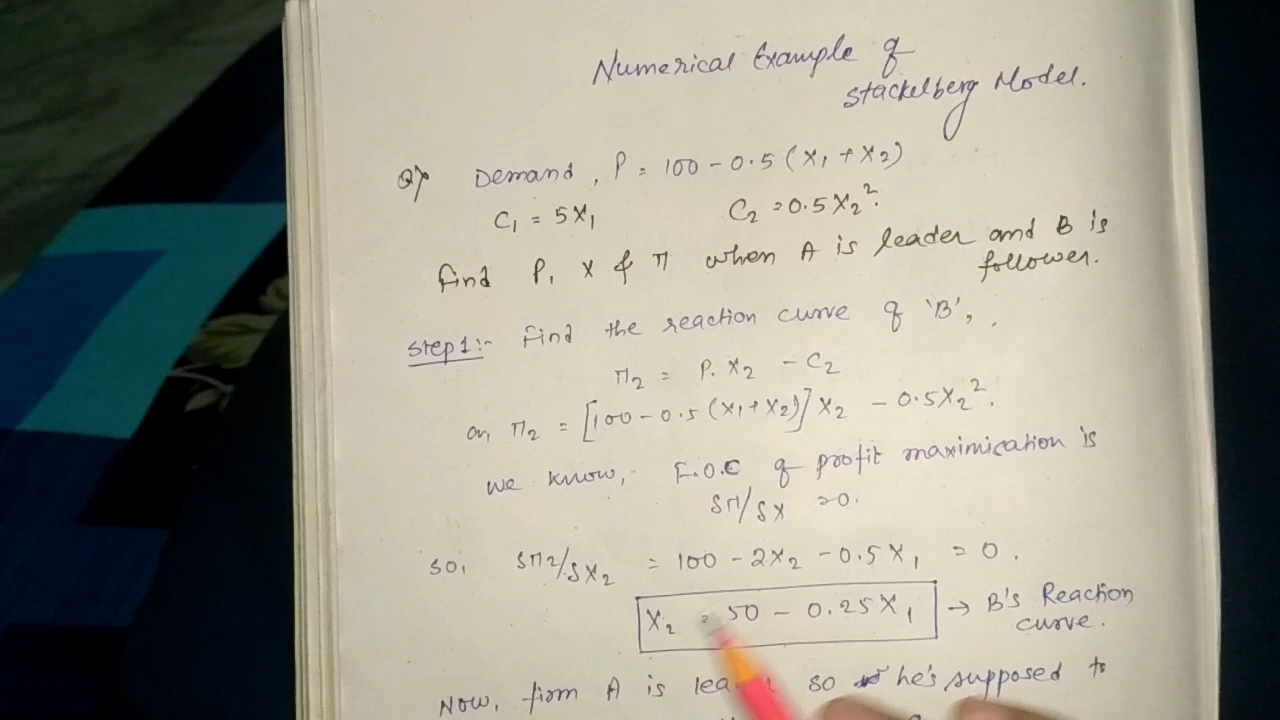 Numerical Example of
Stackelberg Model.
Q> Demand, P = 100 - 0.5 (X₁ + X₂)
C₁ = 5X₁ C₂ = 0.5X₂².
Find P, X & π when A is leader and B is
follower.
Step 1:- Find the reaction curve of 'B',
π₂ = P. X₂ - C₂
or, π₂ = [100 - 0.5 (X₁ + X₂)] X₂ - 0.5X₂².
We know,- F.O.C of profit maximication is
δπ/δX = 0.
So, δπ₂/δX₂ = 100 - 2X₂ - 0.5X₁ = 0.
X₂ = 50 - 0.25X₁ → B's Reaction
curve.
Now, firm A is so he's supposed to